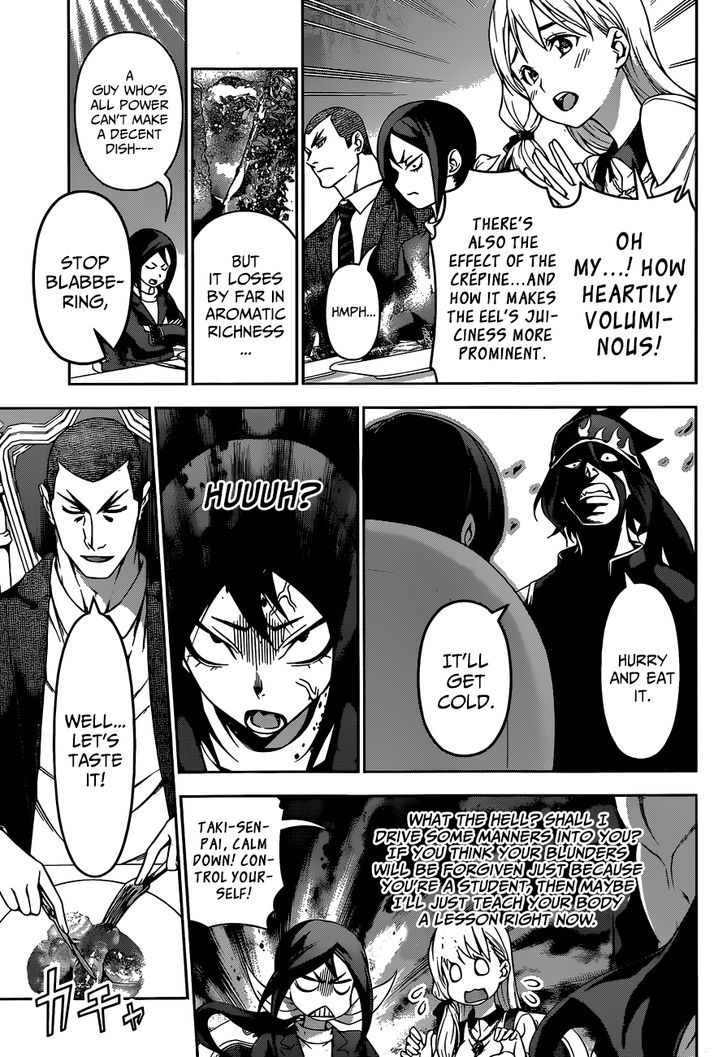 OH
MY...! HOW
HEARTILY
VOLUMI-
NOUS!
THERE'S
ALSO THE
EFFECT OF THE
CRÉPINE...AND
HOW IT MAKES
THE EEL'S JUI-
CINESS MORE
PROMINENT.
HMPH...
BUT
IT LOSES
BY FAR IN
AROMATIC
RICHNESS
...
A
GUY WHO'S
ALL POWER
CAN'T MAKE
A DECENT
DISH---
STOP
BLABBE-
RING,
HURRY
AND EAT
IT.
IT'LL
GET
COLD.
HUUUH?
WELL...
LET'S
TASTE
IT!
カチャ
WHAT THE HELL? SHALL I
DRIVE SOME MANNERS INTO YOU?
IF YOU THINK YOUR BLUNDERS
WILL BE FORGIVEN JUST BECAUSE
YOU'RE A STUDENT, THEN MAYBE
I'LL JUST TEACH YOUR BODY
A LESSON RIGHT NOW.
TAKI-SEN-
PAI, CALM
DOWN! CON-
TROL YOUR-
SELF!